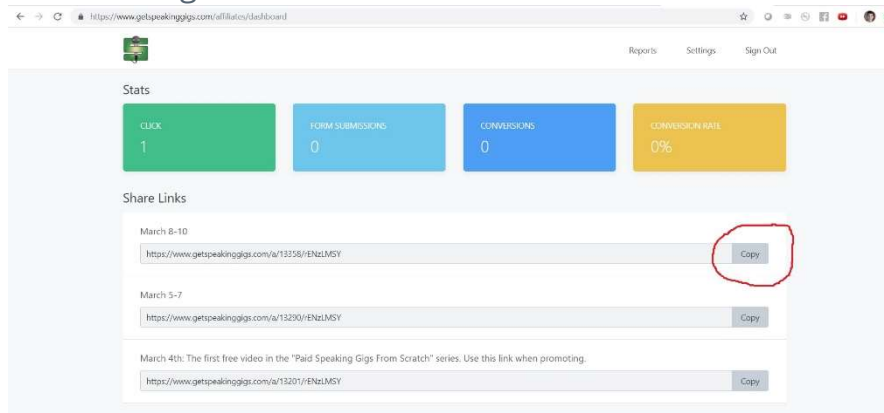 https://www.getspeakinggigs.com/affiliates/dashboard
Reports Settings Sign Out
Stats
CLICK FORM SUBMISSIONS CONVERSIONS CONVERSION RATE
1 0 0 0%
Share Links
March 8-10
https://www.getspeakinggigs.com/a/13358/rENzLMSY Copy
March 5-7
https://www.getspeakinggigs.com/a/13290/rENzLMSY Copy
March 4th: The first free video in the "Paid Speaking Gigs From Scratch" series. Use this link when promoting.
https://www.getspeakinggigs.com/a/13201/rENzLMSY Copy